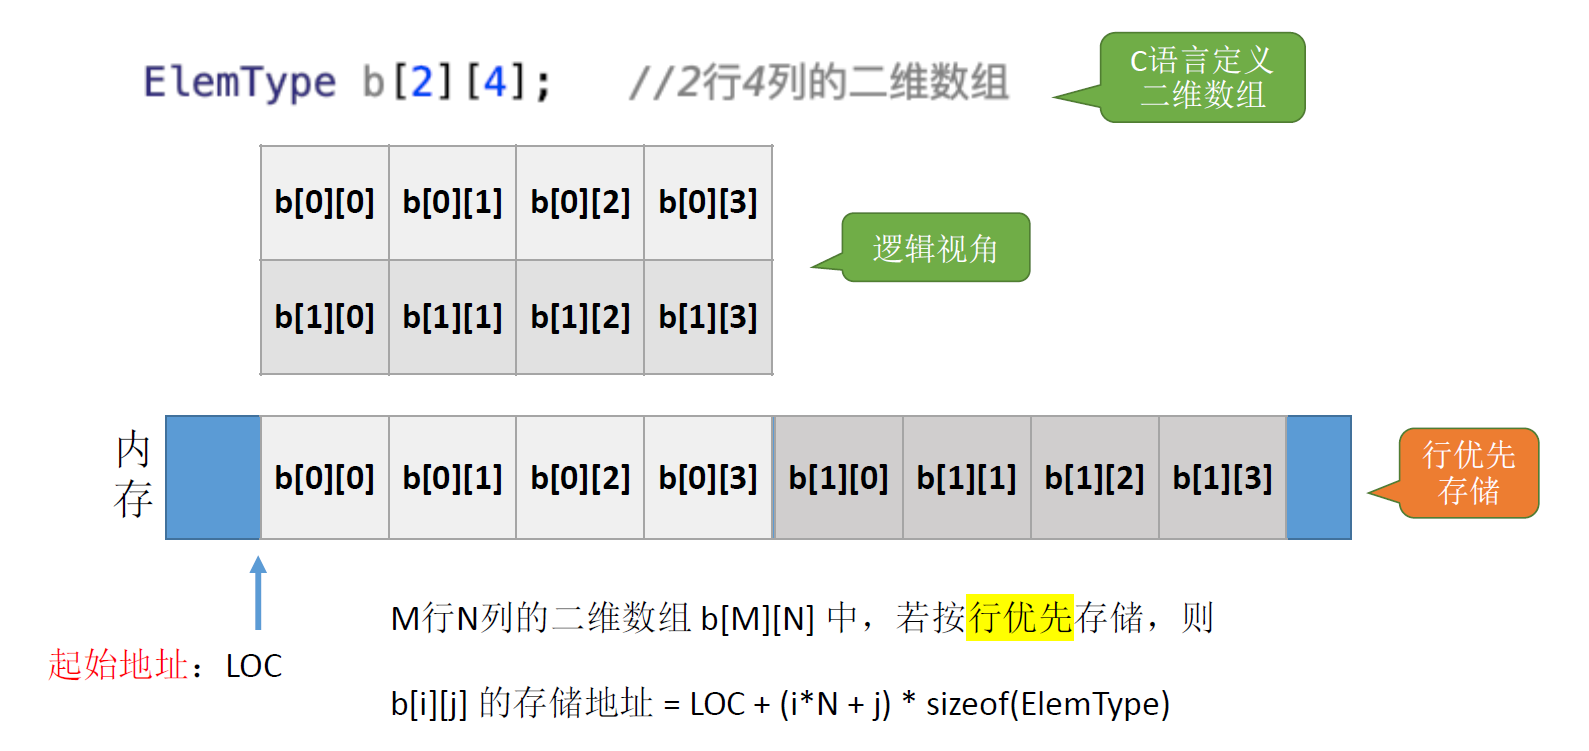 ElemType b[2][4]; //2行4列的二维数组
C语言定义
二维数组
b[0][0] b[0][1] b[0][2] b[0][3]
逻辑视角
b[1][0] b[1][1] b[1][2] b[1][3]
内
存
b[0][0] b[0][1] b[0][2] b[0][3] b[1][0] b[1][1] b[1][2] b[1][3]
行优先
存储
M行N列的二维数组 b[M][N] 中，若按行优先存储，则
起始地址：LOC
b[i][j] 的存储地址 = LOC + (i*N + j) * sizeof(ElemType)